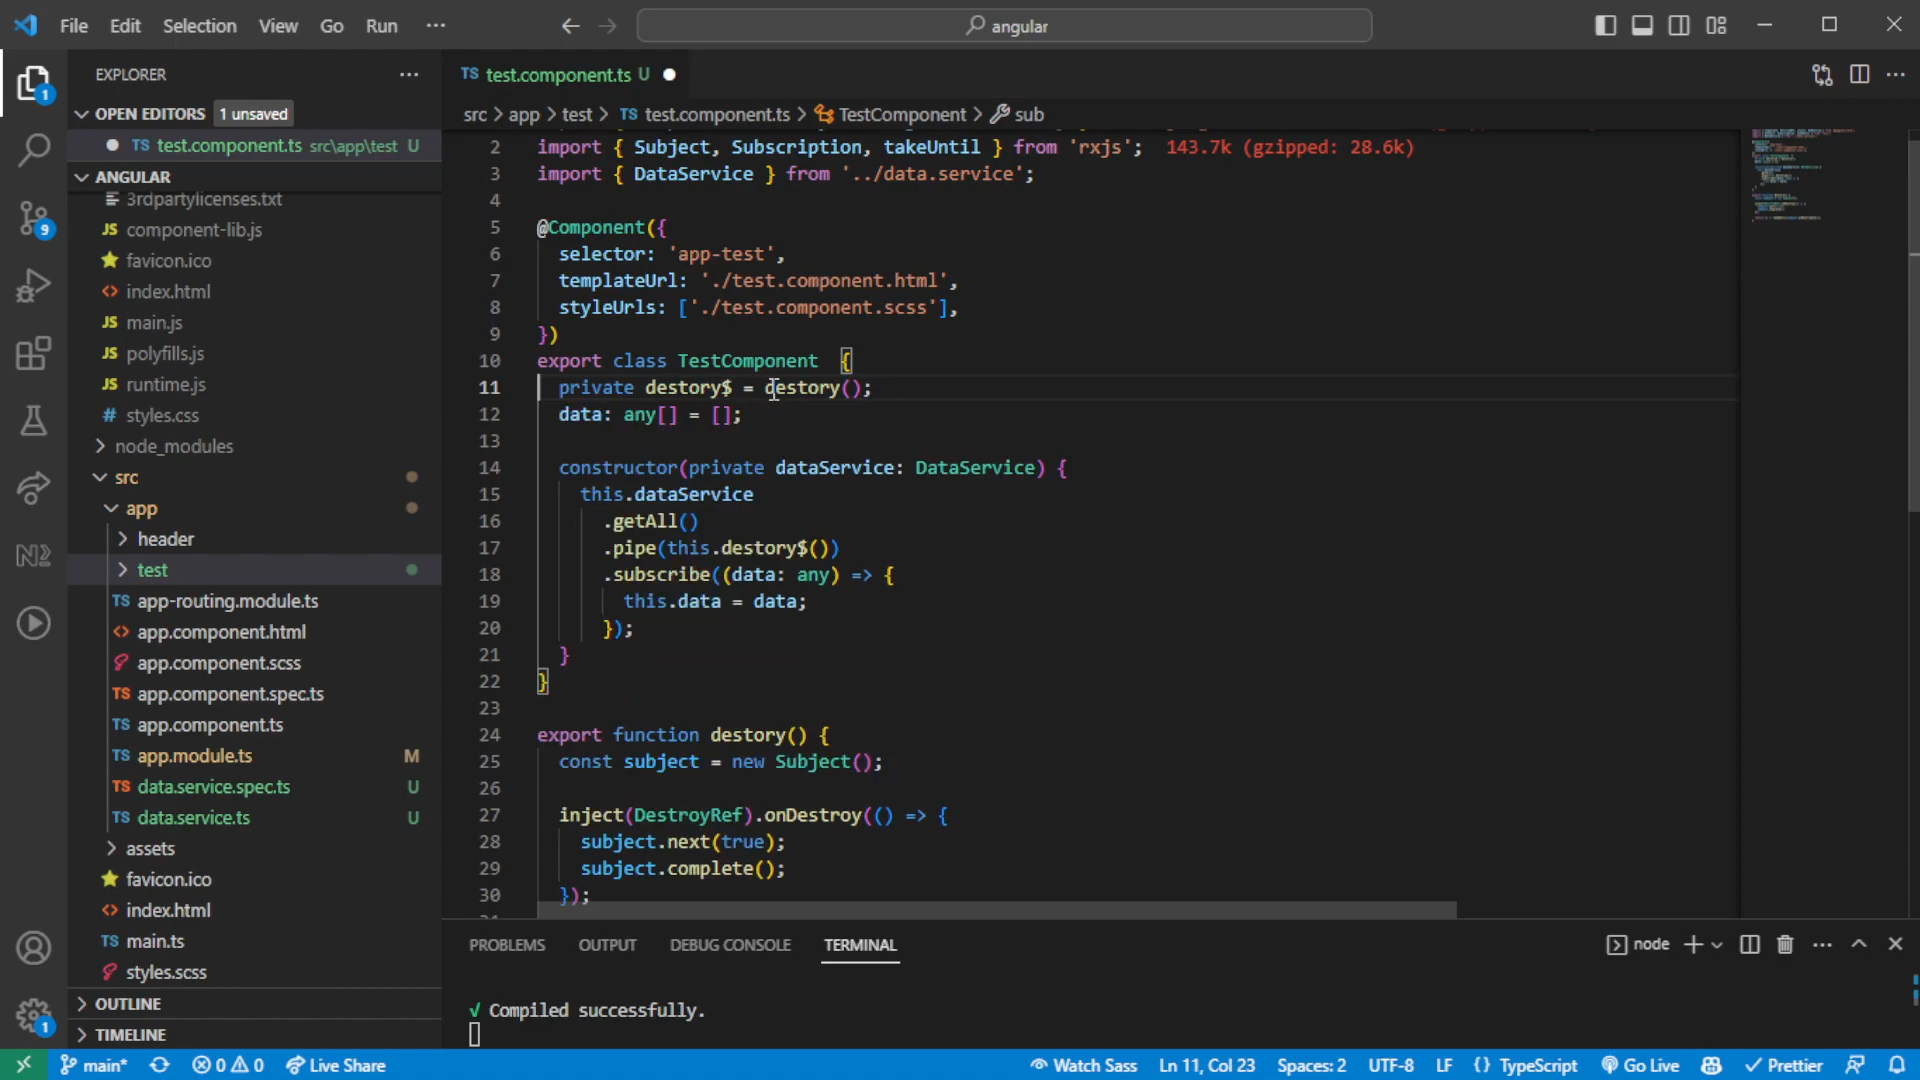 File Edit Selection View Go Run ··· angular
EXPLORER ···
OPEN EDITORS 1 unsaved
TS test.component.ts src\app\test U
ANGULAR
3rdpartylicenses.txt
JS component-lib.js
favicon.ico
<> index.html
JS main.js
JS polyfills.js
JS runtime.js
# styles.css
node_modules
src
app
header
test
TS app-routing.module.ts
<> app.component.html
app.component.scss
TS app.component.spec.ts
TS app.component.ts
TS app.module.ts M
TS data.service.spec.ts U
TS data.service.ts U
assets
favicon.ico
<> index.html
TS main.ts
styles.scss
OUTLINE
TIMELINE
1
9
1
TS test.component.ts U
src > app > test > TS test.component.ts > TestComponent > sub
2 import { Subject, Subscription, takeUntil } from 'rxjs'; 143.7k (gzipped: 28.6k)
3 import { DataService } from '../data.service';
4
5 @Component({
6 selector: 'app-test',
7 templateUrl: './test.component.html',
8 styleUrls: ['./test.component.scss'],
9 })
10 export class TestComponent {
11 private destory$ = destory();
12 data: any[] = [];
13
14 constructor(private dataService: DataService) {
15 this.dataService
16 .getAll()
17 .pipe(this.destory$())
18 .subscribe((data: any) => {
19 this.data = data;
20 });
21 }
22 }
23
24 export function destory() {
25 const subject = new Subject();
26
27 inject(DestroyRef).onDestroy(() => {
28 subject.next(true);
29 subject.complete();
30 });
PROBLEMS OUTPUT DEBUG CONSOLE TERMINAL node
√ Compiled successfully.
main* 0 0 Live Share Watch Sass Ln 11, Col 23 Spaces: 2 UTF-8 LF {} TypeScript Go Live Prettier